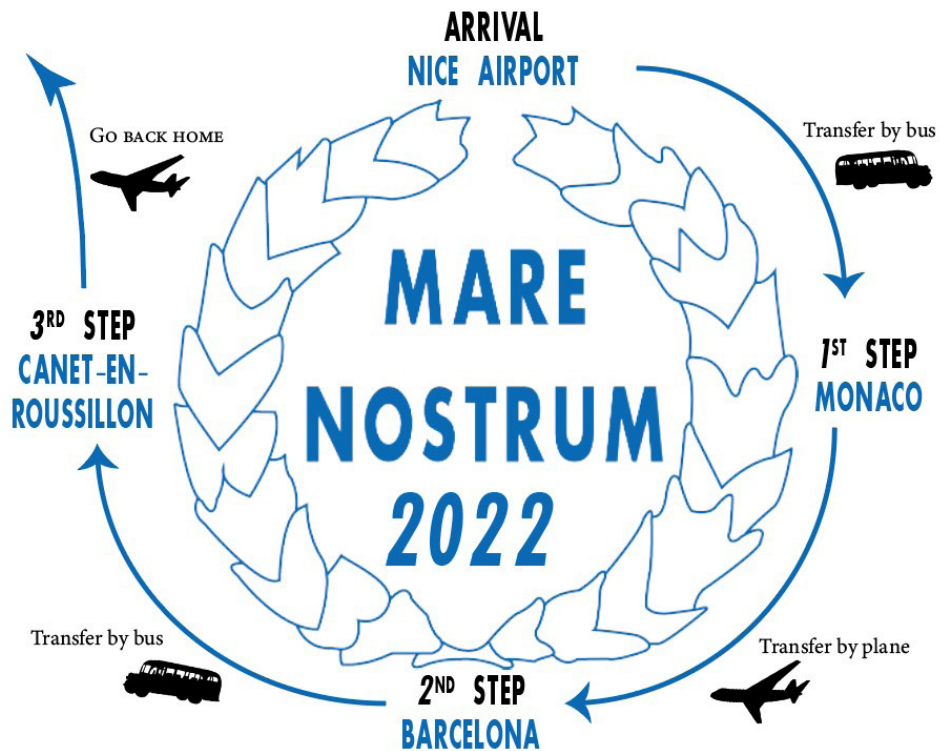 ARRIVAL
NICE AIRPORT
Transfer by bus
1ST STEP
MONACO
Transfer by plane
2ND STEP
BARCELONA
Transfer by bus
3RD STEP
CANET-EN-
ROUSSILLON
GO BACK HOME
MARE
NOSTRUM
2022